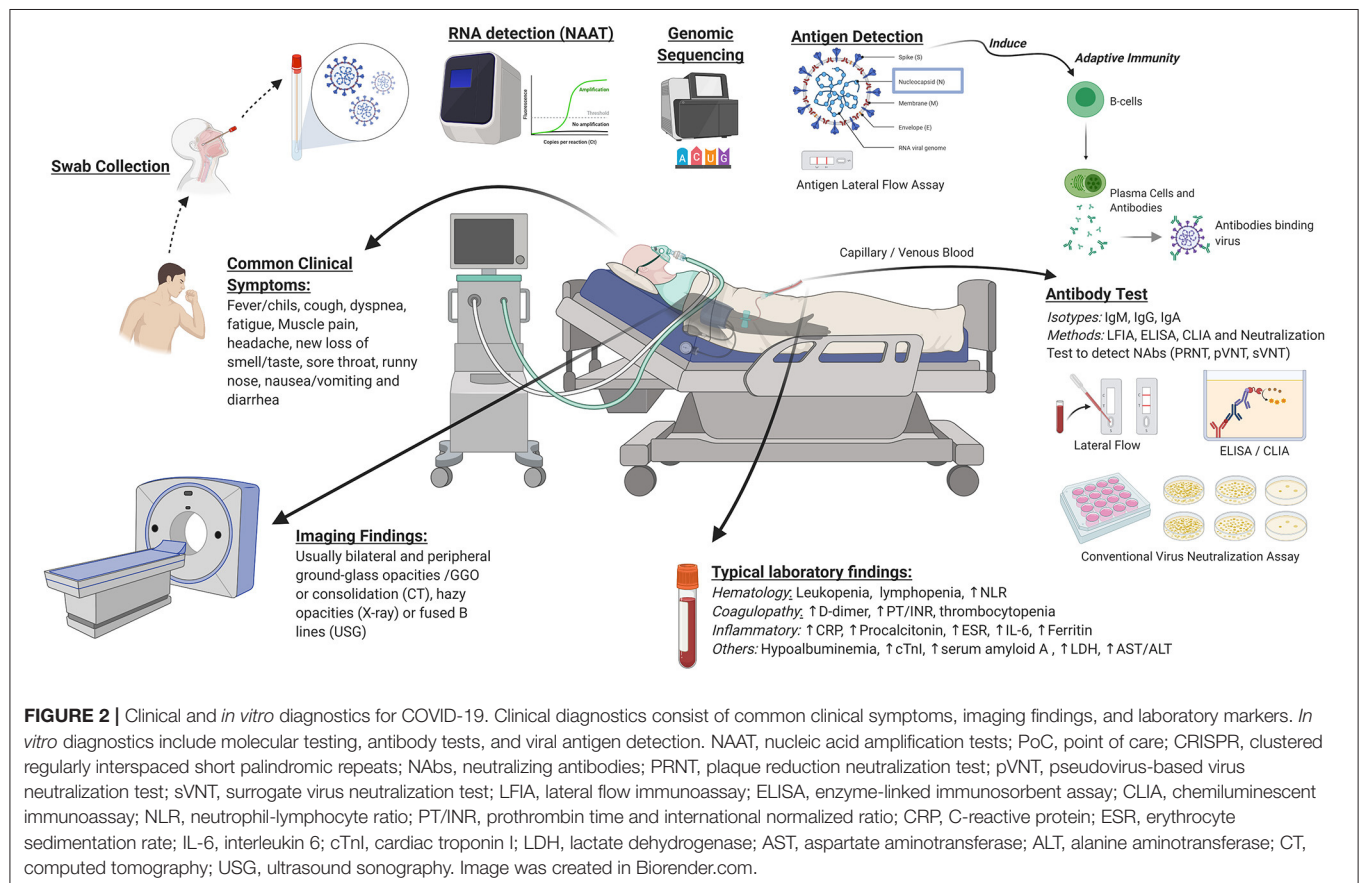 RNA detection (NAAT)
Fluorescence
Amplification
Threshold
No amplification
Copies per reaction (Ct)
Genomic
Sequencing
A C U G
Antigen Detection
Spike (S)
Nucleocapsid (N)
Membrane (M)
Envelope (E)
RNA viral genome
Antigen Lateral Flow Assay
Induce
Adaptive Immunity
B-cells
Plasma Cells and
Antibodies
Antibodies binding
virus
Swab Collection
Common Clinical
Symptoms:
Fever/chils, cough, dyspnea,
fatigue, Muscle pain,
headache, new loss of
smell/taste, sore throat, runny
nose, nausea/vomiting and
diarrhea
Capillary / Venous Blood
Antibody Test
Isotypes: IgM, IgG, IgA
Methods: LFIA, ELISA, CLIA and Neutralization
Test to detect NAbs (PRNT, pVNT, sVNT)
Lateral Flow
ELISA / CLIA
Conventional Virus Neutralization Assay
Imaging Findings:
Usually bilateral and peripheral
ground-glass opacities /GGO
or consolidation (CT), hazy
opacities (X-ray) or fused B
lines (USG)
Typical laboratory findings:
Hematology: Leukopenia, lymphopenia, ↑NLR
Coagulopathy: ↑D-dimer, ↑PT/INR, thrombocytopenia
Inflammatory: ↑CRP, ↑Procalcitonin, ↑ESR, ↑IL-6, ↑Ferritin
Others: Hypoalbuminemia, ↑cTnI, ↑serum amyloid A , ↑LDH, ↑AST/ALT
FIGURE 2 | Clinical and in vitro diagnostics for COVID-19. Clinical diagnostics consist of common clinical symptoms, imaging findings, and laboratory markers. In
vitro diagnostics include molecular testing, antibody tests, and viral antigen detection. NAAT, nucleic acid amplification tests; PoC, point of care; CRISPR, clustered
regularly interspaced short palindromic repeats; NAbs, neutralizing antibodies; PRNT, plaque reduction neutralization test; pVNT, pseudovirus-based virus
neutralization test; sVNT, surrogate virus neutralization test; LFIA, lateral flow immunoassay; ELISA, enzyme-linked immunosorbent assay; CLIA, chemiluminescent
immunoassay; NLR, neutrophil-lymphocyte ratio; PT/INR, prothrombin time and international normalized ratio; CRP, C-reactive protein; ESR, erythrocyte
sedimentation rate; IL-6, interleukin 6; cTnI, cardiac troponin I; LDH, lactate dehydrogenase; AST, aspartate aminotransferase; ALT, alanine aminotransferase; CT,
computed tomography; USG, ultrasound sonography. Image was created in Biorender.com.